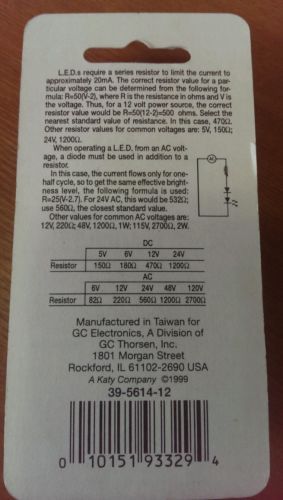 L.E.D.s require a series resistor to limit the current to
approximately 20mA. The correct resistor value for a par-
ticular voltage can be determined from the following for-
mula: R=50(V-2), where R is the resistance in ohms and V is
the voltage. Thus, for a 12 volt power source, the correct
resistor value would be R=50(12-2)=500 ohms. Select the
nearest standard value of resistance. In this case, 470Ω.
Other resistor values for common voltages are: 5V, 150Ω;
24V, 1200Ω.
When operating a L.E.D. from an AC volt-
age, a diode must be used in addition to a
resistor.
In this case, the current flows only for one-
half cycle, so to get the same effective bright-
ness level, the following formula is used:
R=25(V-2.7). For 24V AC, this would be 532Ω;
use 560Ω, the closest standard value.
Other values for common AC voltages are:
12V, 220Ω; 48V, 1200Ω, 1W; 115V, 2700Ω, 2W.
AC
DC
5V 6V 12V 24V
Resistor 150Ω 180Ω 470Ω 1200Ω
AC
6V 12V 24V 48V 120V
Resistor 82Ω 220Ω 560Ω 1200Ω 2700Ω
Manufactured in Taiwan for
GC Electronics, A Division of
GC Thorsen, Inc.
1801 Morgan Street
Rockford, IL 61102-2690 USA
A Katy Company ©1999
39-5614-12
0 10151 93329 4